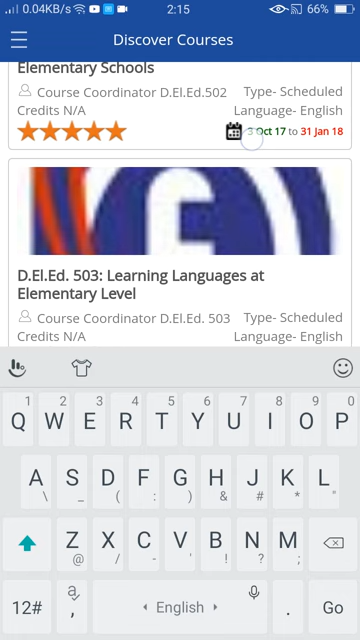 0.04KB/s 2:15 66%
Discover Courses
Elementary Schools
Course Coordinator D.El.Ed.502 Type- Scheduled
Credits N/A Language- English
3 Oct 17 to 31 Jan 18
D.El.Ed. 503: Learning Languages at
Elementary Level
Course Coordinator D.El.Ed. 503 Type- Scheduled
Credits N/A Language- English
1 2 3 4 5 6 7 8 9 0
Q W E R T Y U I O P
A S D F G H J K L
\ _ ( : ) & # * "
Z X C V B N M
@ / - ' ! ? ;
12# a , English . Go